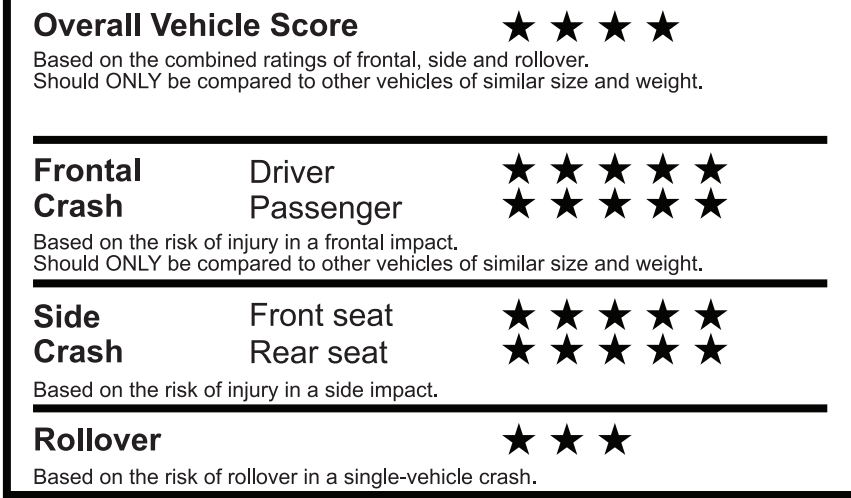 Overall Vehicle Score ★ ★ ★ ★
Based on the combined ratings of frontal, side and rollover.
Should ONLY be compared to other vehicles of similar size and weight.
Frontal Driver ★ ★ ★ ★ ★
Crash Passenger ★ ★ ★ ★ ★
Based on the risk of injury in a frontal impact.
Should ONLY be compared to other vehicles of similar size and weight.
Side Front seat ★ ★ ★ ★ ★
Crash Rear seat ★ ★ ★ ★ ★
Based on the risk of injury in a side impact.
Rollover ★ ★ ★
Based on the risk of rollover in a single-vehicle crash.